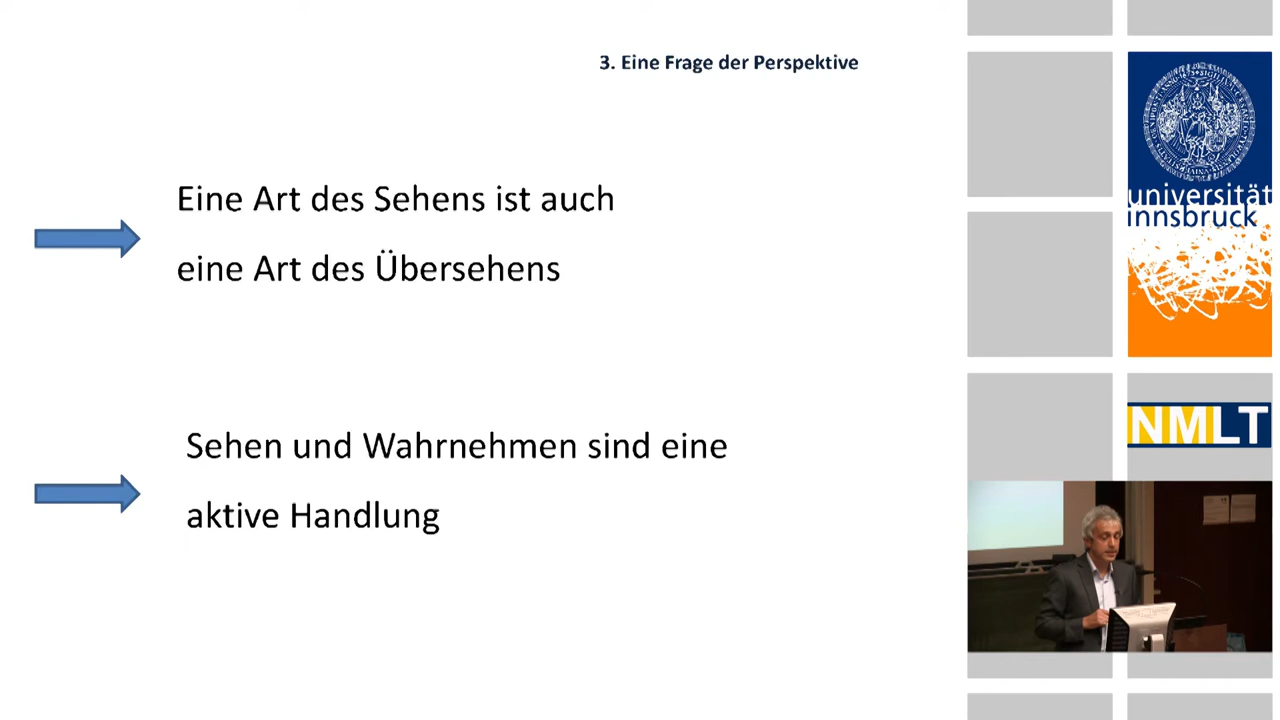 3. Eine Frage der Perspektive
Eine Art des Sehens ist auch
eine Art des Übersehens
Sehen und Wahrnehmen sind eine
aktive Handlung
universität
innsbruck
NMLT